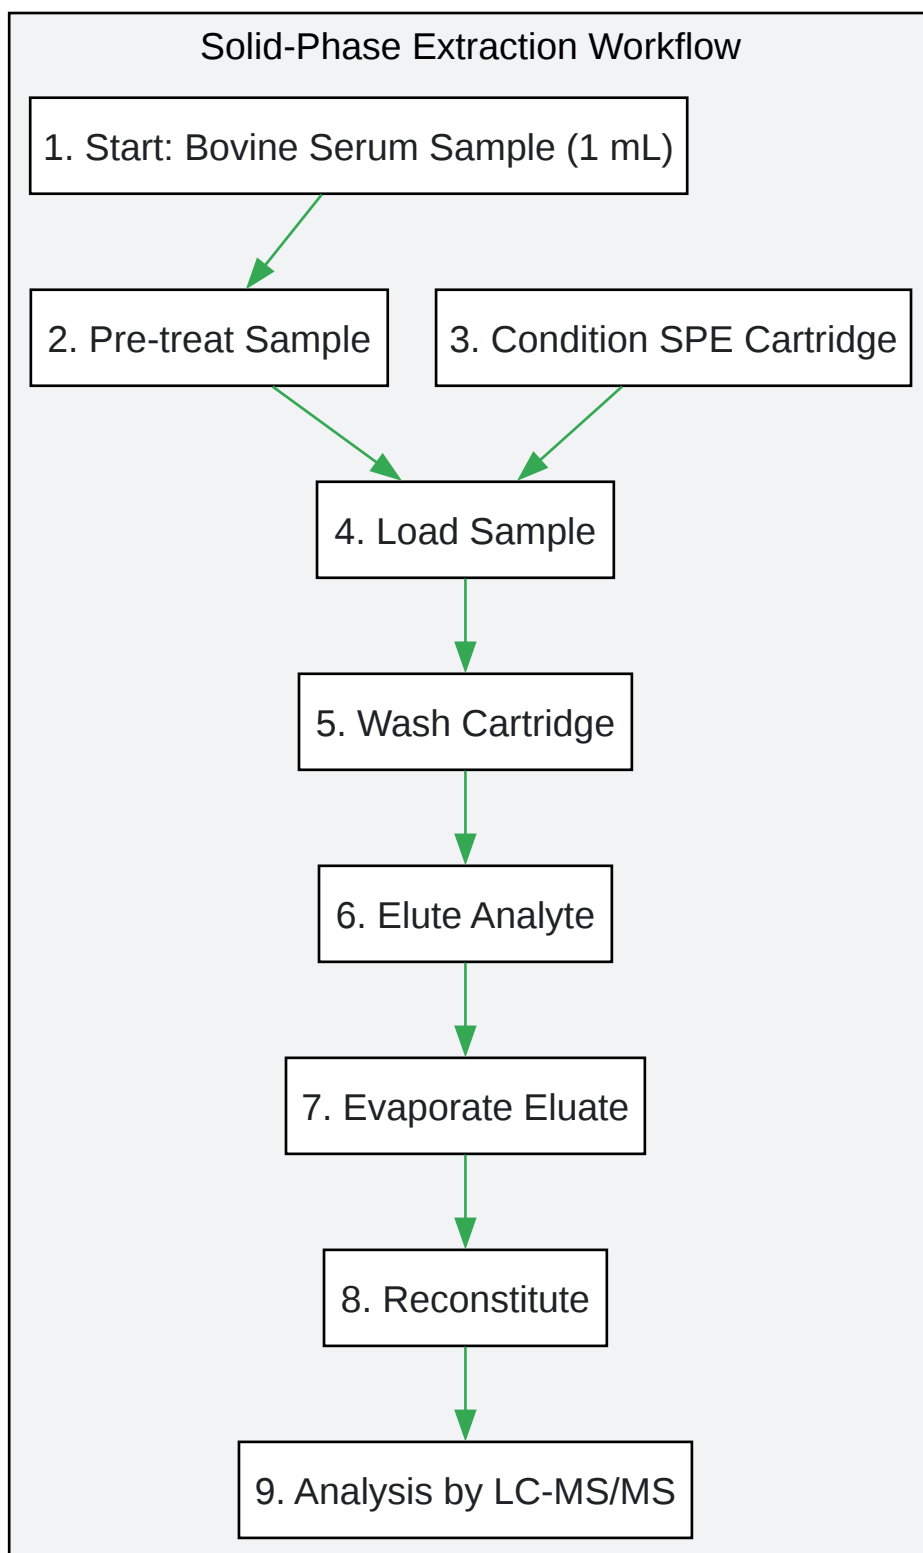 Solid-Phase Extraction Workflow
1. Start: Bovine Serum Sample (1 mL)
2. Pre-treat Sample
3. Condition SPE Cartridge
4. Load Sample
5. Wash Cartridge
6. Elute Analyte
7. Evaporate Eluate
8. Reconstitute
9. Analysis by LC-MS/MS